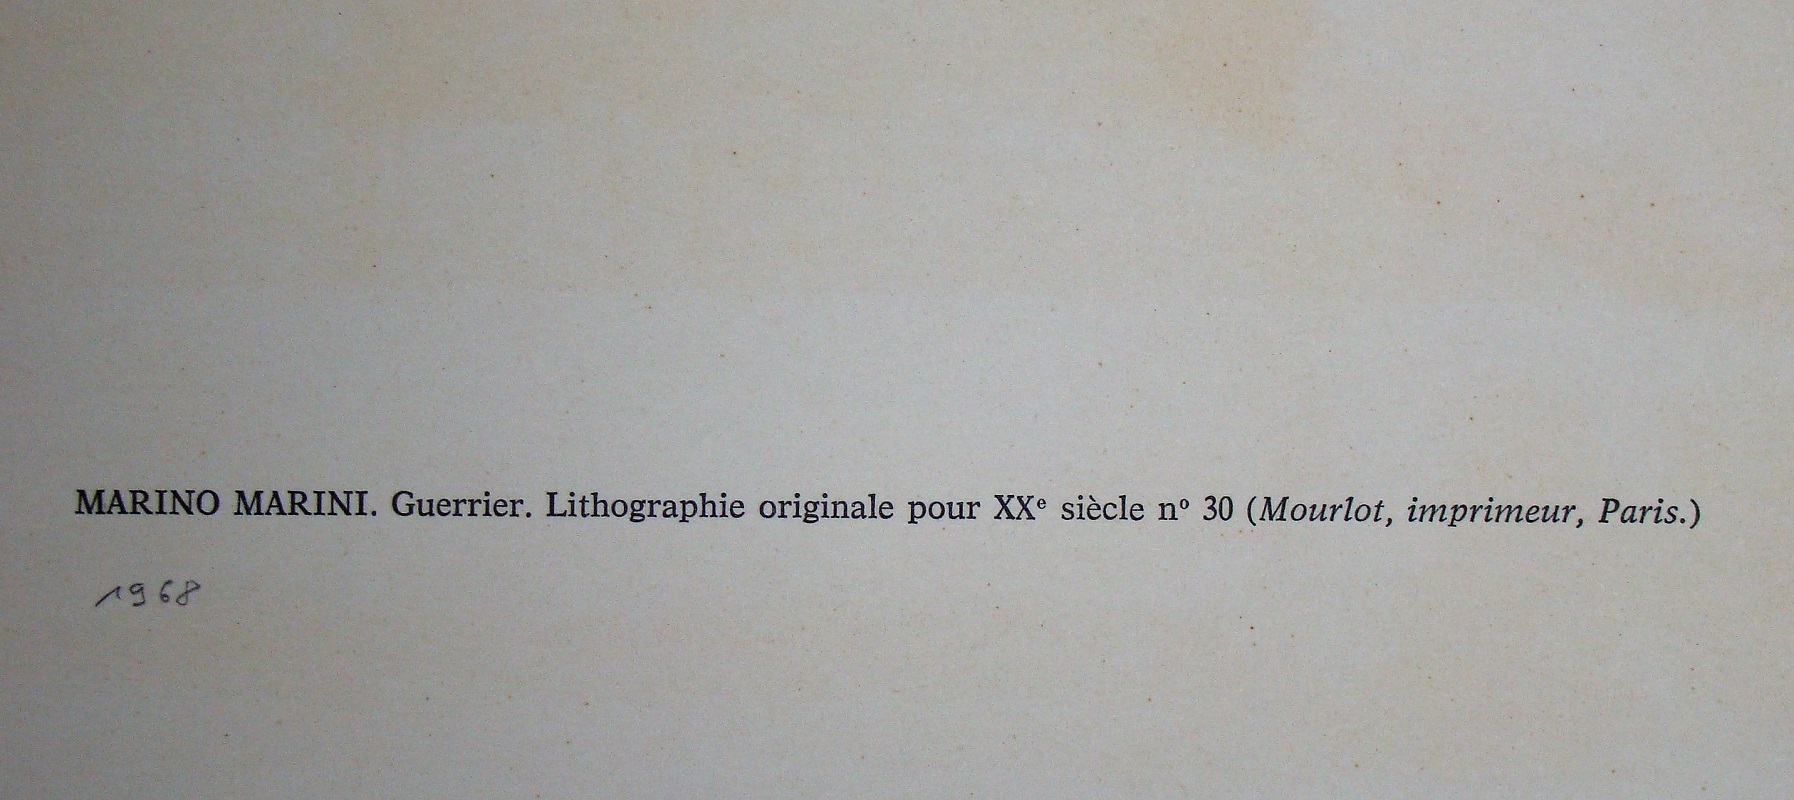 MARINO MARINI. Guerrier. Lithographie originale pour XXᵉ siècle nº 30 (Mourlot, imprimeur, Paris.)
1968